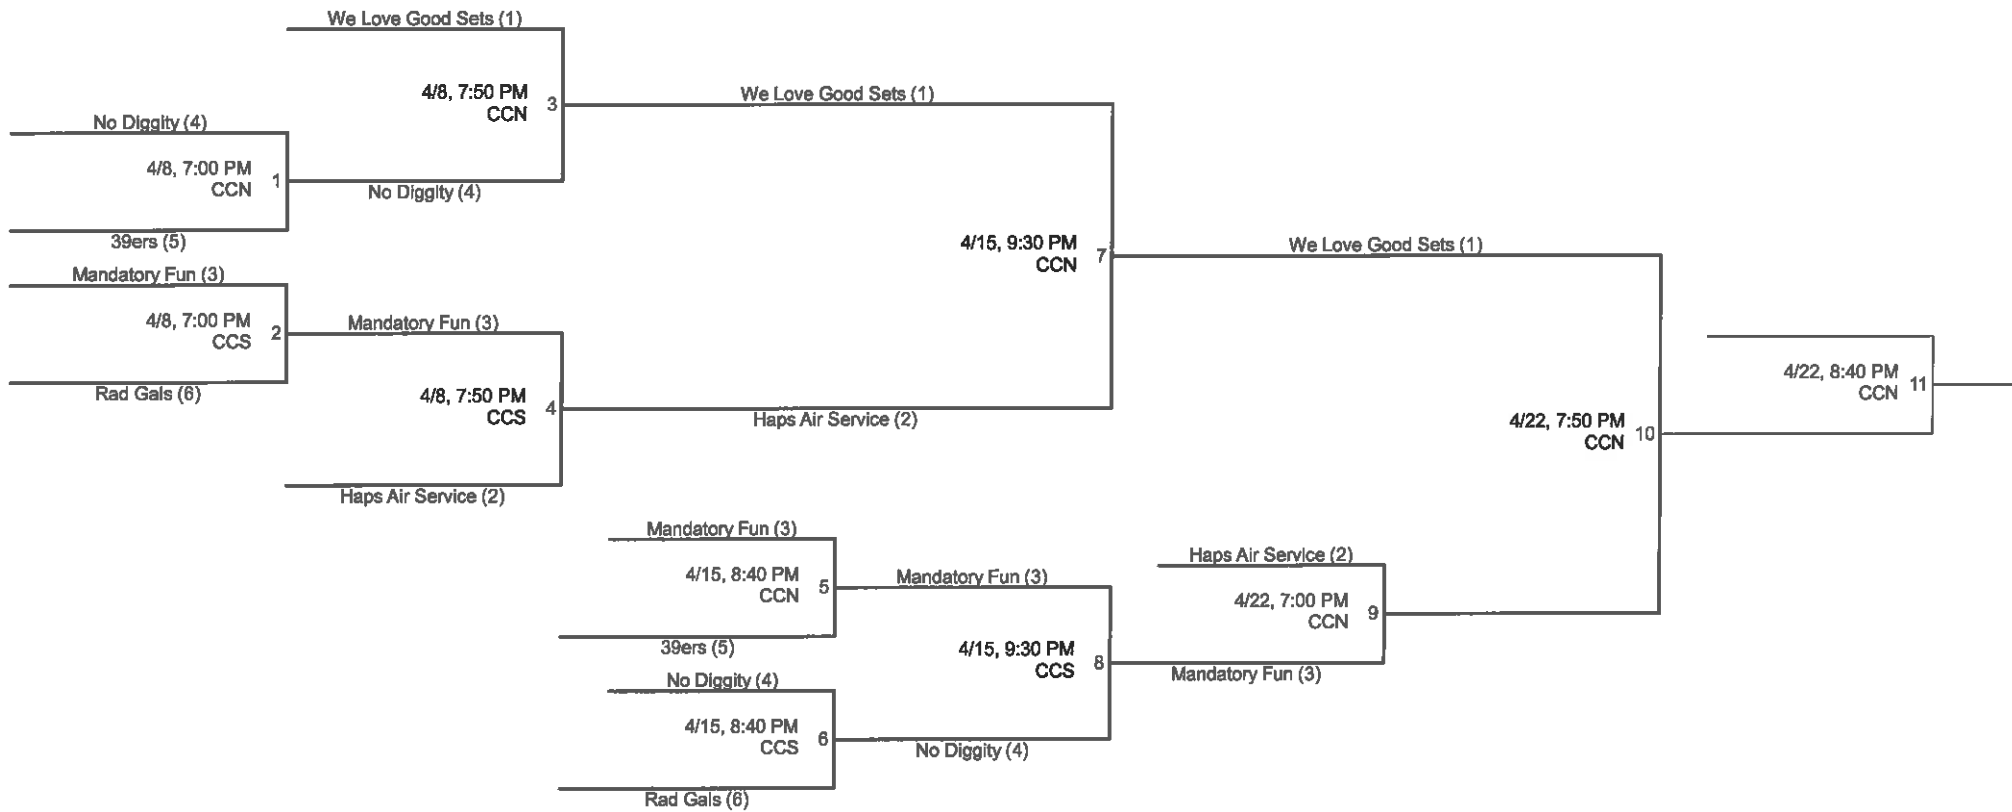 We Love Good Sets (1)
4/8, 7:50 PM
CCN
3
We Love Good Sets (1)
No Diggity (4)
4/8, 7:00 PM
CCN
1
No Diggity (4)
39ers (5)
4/15, 9:30 PM
CCN
7
We Love Good Sets (1)
Mandatory Fun (3)
4/8, 7:00 PM
CCS
2
Mandatory Fun (3)
Rad Gals (6)
4/8, 7:50 PM
CCS
4
Haps Air Service (2)
Haps Air Service (2)
4/22, 8:40 PM
CCN
11
4/22, 7:50 PM
CCN
10
Mandatory Fun (3)
4/15, 8:40 PM
CCN
5
Mandatory Fun (3)
39ers (5)
4/15, 9:30 PM
CCS
8
Haps Air Service (2)
4/22, 7:00 PM
CCN
9
Mandatory Fun (3)
No Diggity (4)
4/15, 8:40 PM
CCS
6
No Diggity (4)
Rad Gals (6)